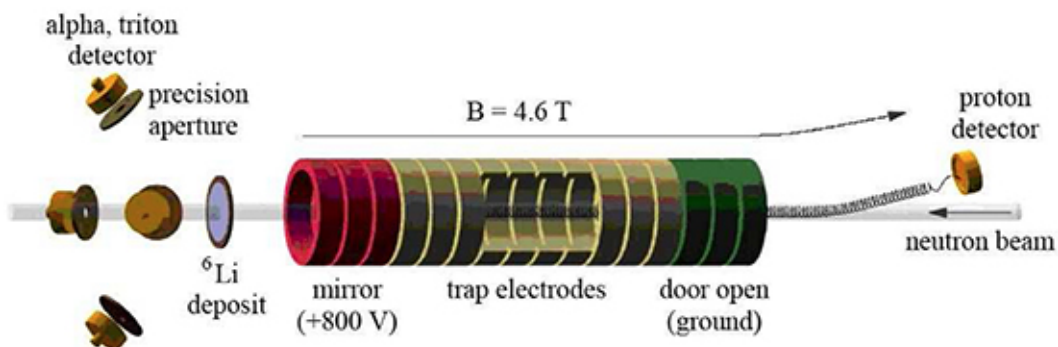 alpha, triton
detector
precision
aperture
B = 4.6 T
proton
detector
neutron beam
⁶Li
deposit
mirror
(+800 V)
trap electrodes
door open
(ground)